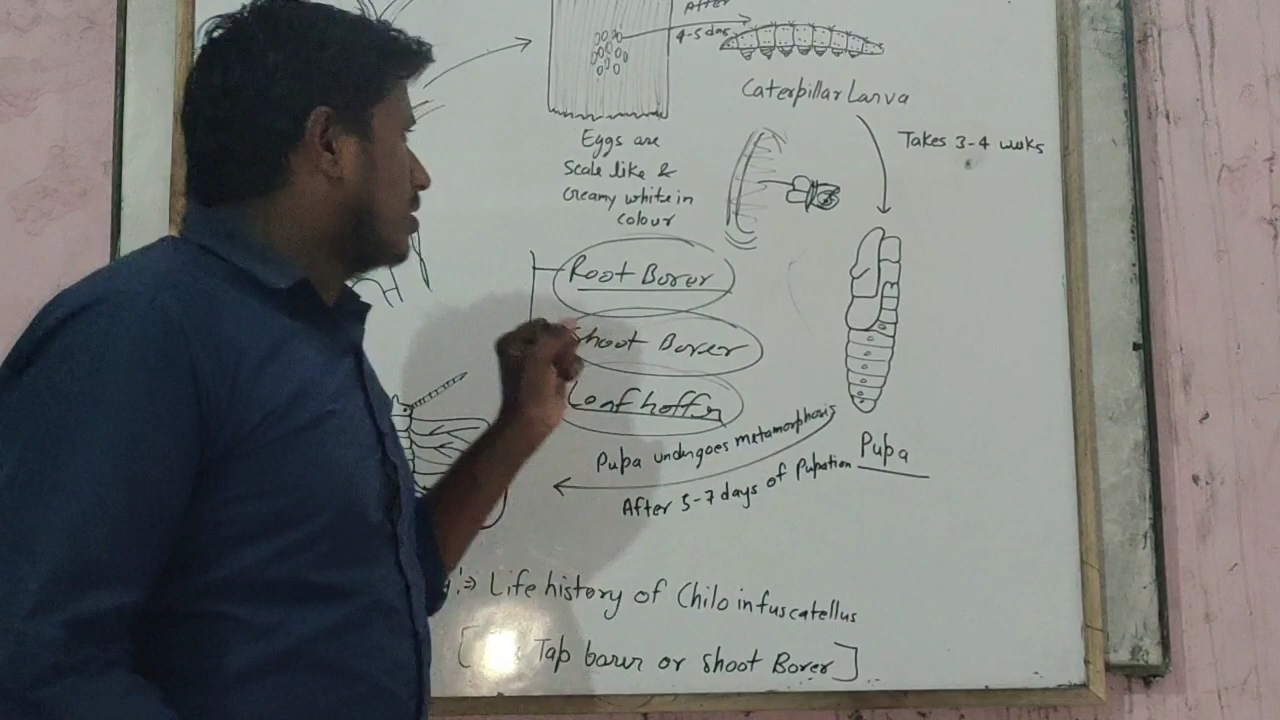 After
4-5 days
Caterpillar Larva
Takes 3-4 weeks
Eggs are
Scale like &
creamy white in
colour
Root Borer
Shoot Borer
Pupa undergoes metamorphosis
After 5-7 days of Pupation
Pupa
:⇒ Life history of Chilo infuscatellus
[ Tap borer or Shoot Borer]